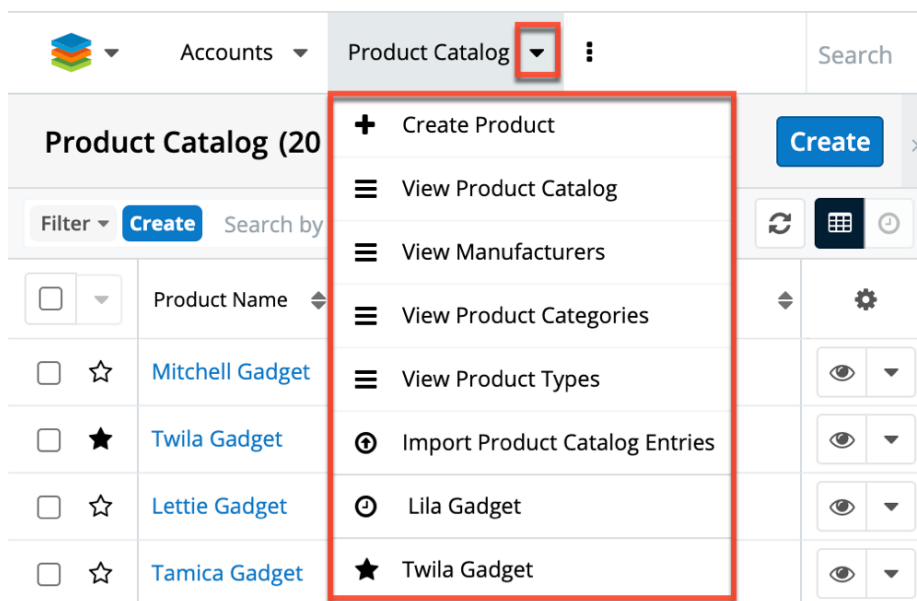 Accounts Product Catalog Search
Product Catalog (20 Create
Filter Create Search by
Product Name
Mitchell Gadget
Twila Gadget
Lettie Gadget
Tamica Gadget
Create Product
View Product Catalog
View Manufacturers
View Product Categories
View Product Types
Import Product Catalog Entries
Lila Gadget
Twila Gadget